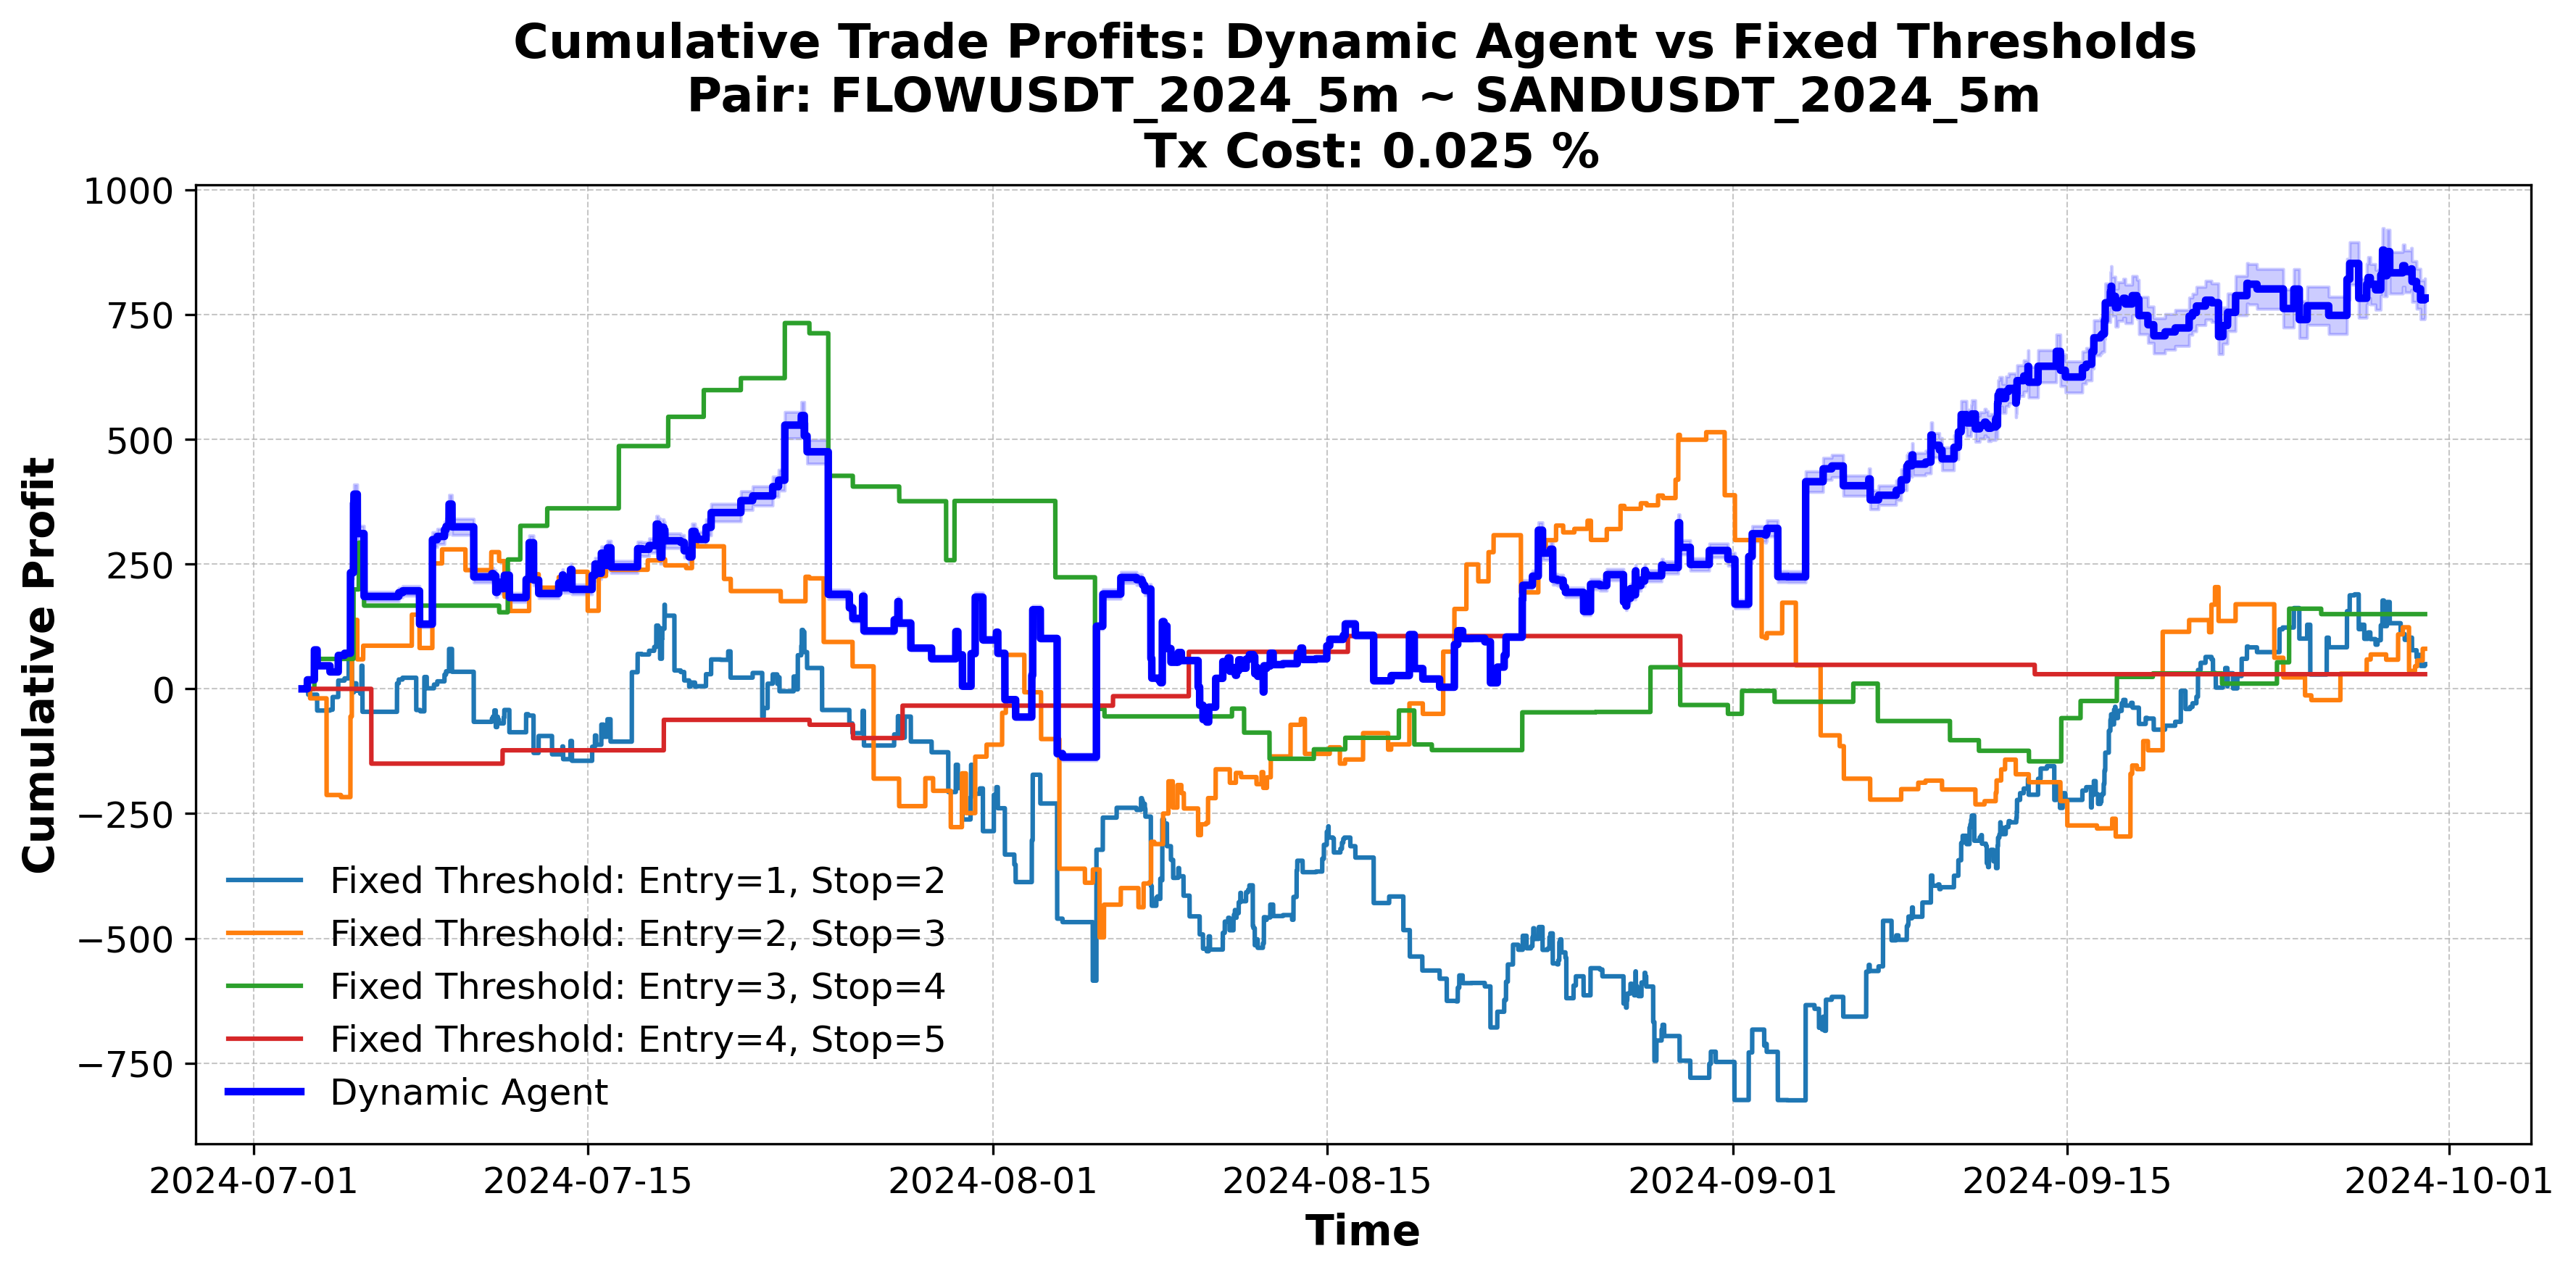 Cumulative Trade Profits: Dynamic Agent vs Fixed Thresholds
Pair: FLOWUSDT_2024_5m ~ SANDUSDT_2024_5m
Tx Cost: 0.025 %
Cumulative Profit
1000
750
500
250
0
−250
−500
−750
Fixed Threshold: Entry=1, Stop=2
Fixed Threshold: Entry=2, Stop=3
Fixed Threshold: Entry=3, Stop=4
Fixed Threshold: Entry=4, Stop=5
Dynamic Agent
2024-07-01
2024-07-15
2024-08-01
2024-08-15
2024-09-01
2024-09-15
2024-10-01
Time